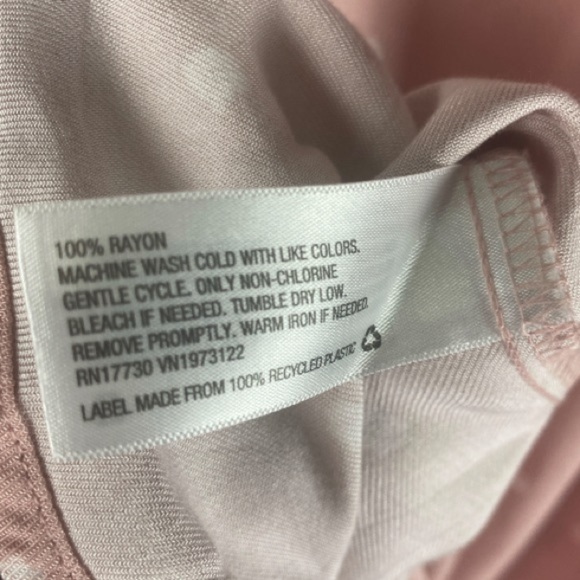 100% RAYON
MACHINE WASH COLD WITH LIKE COLORS.
GENTLE CYCLE. ONLY NON-CHLORINE
BLEACH IF NEEDED. TUMBLE DRY LOW.
REMOVE PROMPTLY. WARM IRON IF NEEDED.
RN17730 VN1973122
LABEL MADE FROM 100% RECYCLED PLASTIC